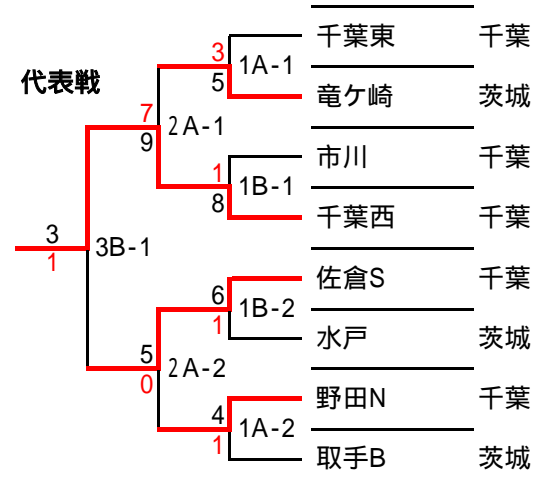 千葉東 千葉
3
1A-1
代表戦
5
竜ケ崎 茨城
7
2A-1
9
市川 千葉
1
1B-1
8
千葉西 千葉
3
3B-1
1
佐倉S 千葉
6
1B-2
1
水戸 茨城
5
2A-2
0
野田N 千葉
4
1A-2
1
取手B 茨城